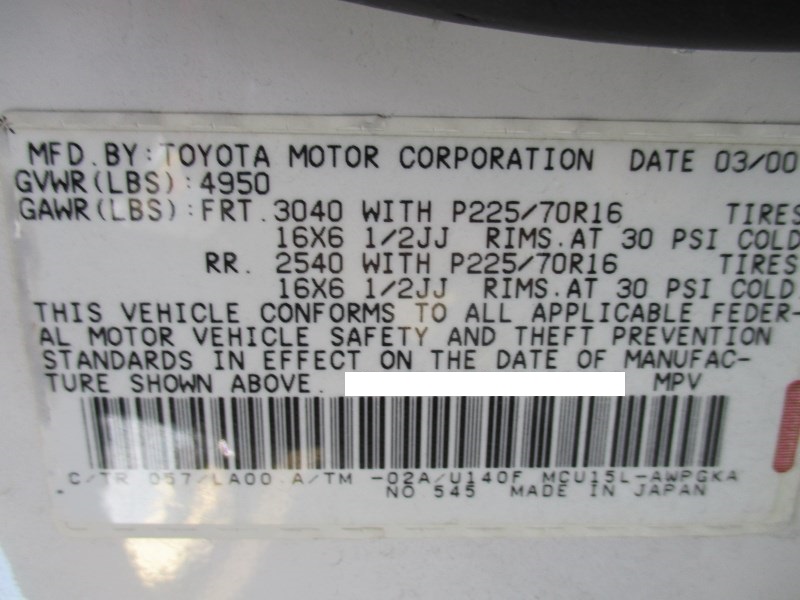 MFD. BY: TOYOTA MOTOR CORPORATION DATE 03/00
GVWR(LBS): 4950
GAWR(LBS): FRT. 3040 WITH P225/70R16 TIRES
16X6 1/2JJ RIMS. AT 30 PSI COLD
RR. 2540 WITH P225/70R16 TIRES
16X6 1/2JJ RIMS. AT 30 PSI COLD
THIS VEHICLE CONFORMS TO ALL APPLICABLE FEDER-
AL MOTOR VEHICLE SAFETY AND THEFT PREVENTION
STANDARDS IN EFFECT ON THE DATE OF MANUFAC-
TURE SHOWN ABOVE. MPV
C/TR 057/LA00 A/TM -02A/U140F MCU15L-AWPGKA
NO 545 MADE IN JAPAN